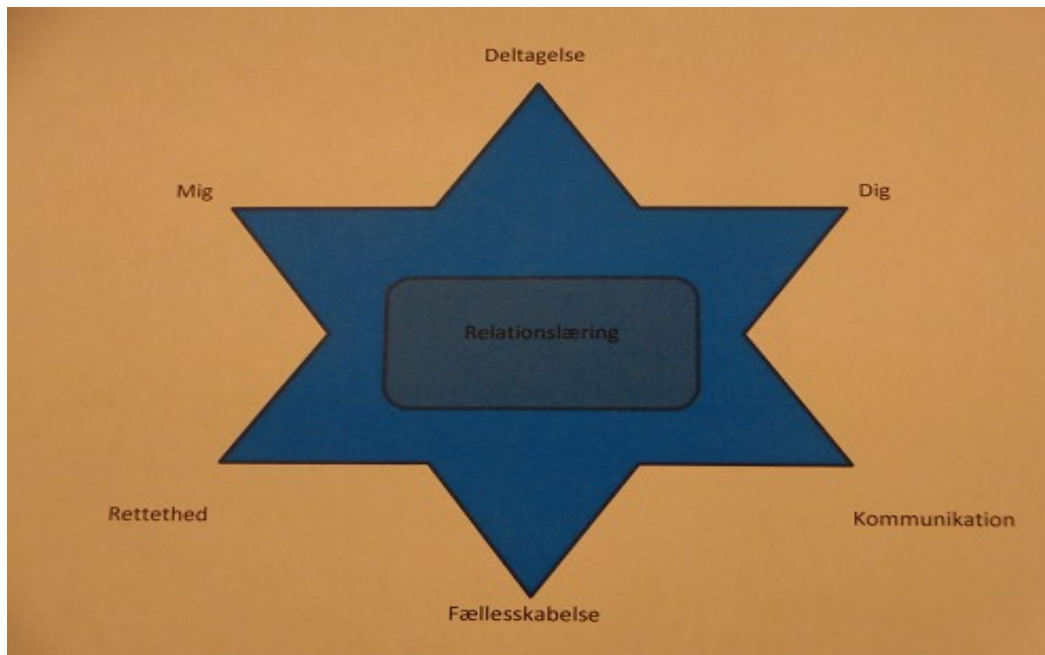 Deltagelse
Mig
Dig
Relationslæring
Rettethed
Kommunikation
Fællesskabelse